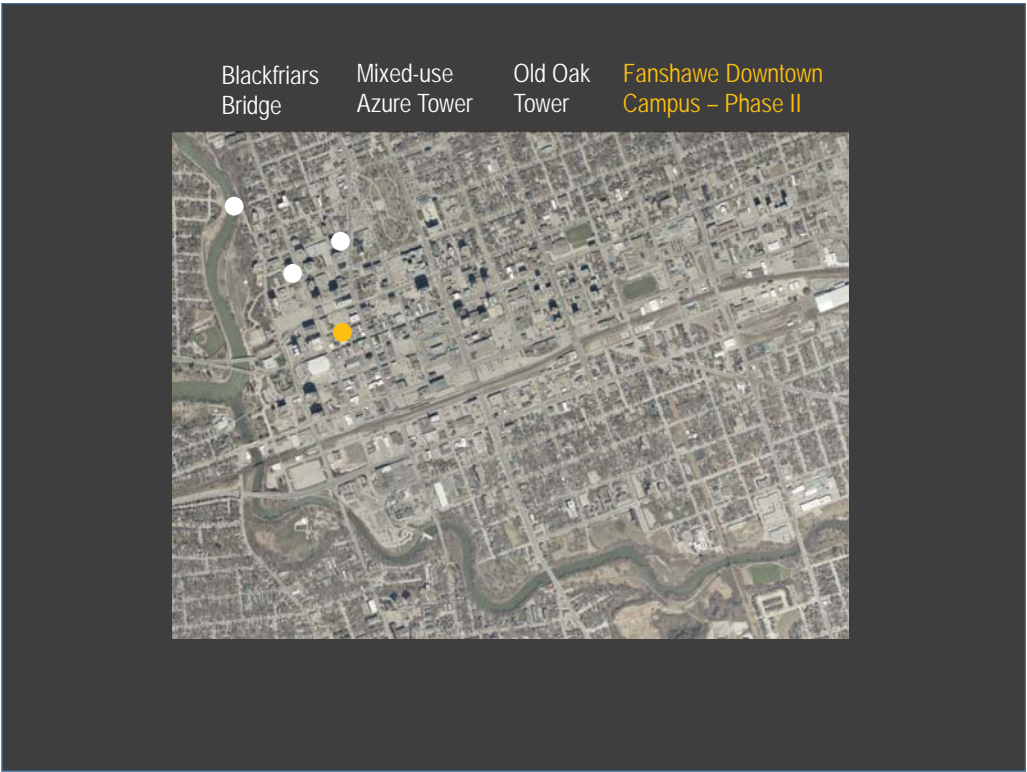 Blackfriars
Bridge
Mixed-use
Azure Tower
Old Oak
Tower
Fanshawe Downtown
Campus – Phase II